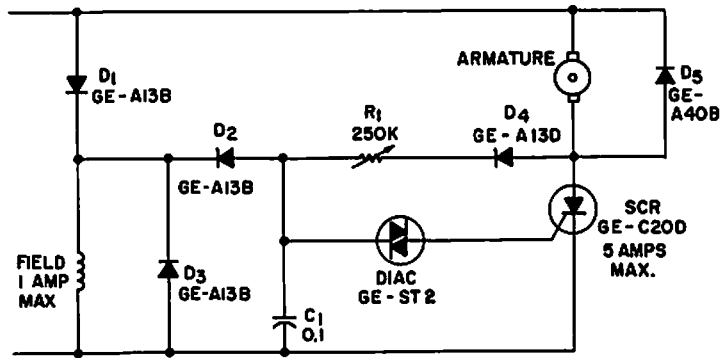 D1
GE-A13B
D2
GE-A13B
D3
GE-A13B
FIELD
1 AMP
MAX
C1
0.1
R1
250K
D4
GE-A13D
ARMATURE
D5
GE-
A40B
DIAC
GE-ST2
SCR
GE-C20D
5 AMPS
MAX.